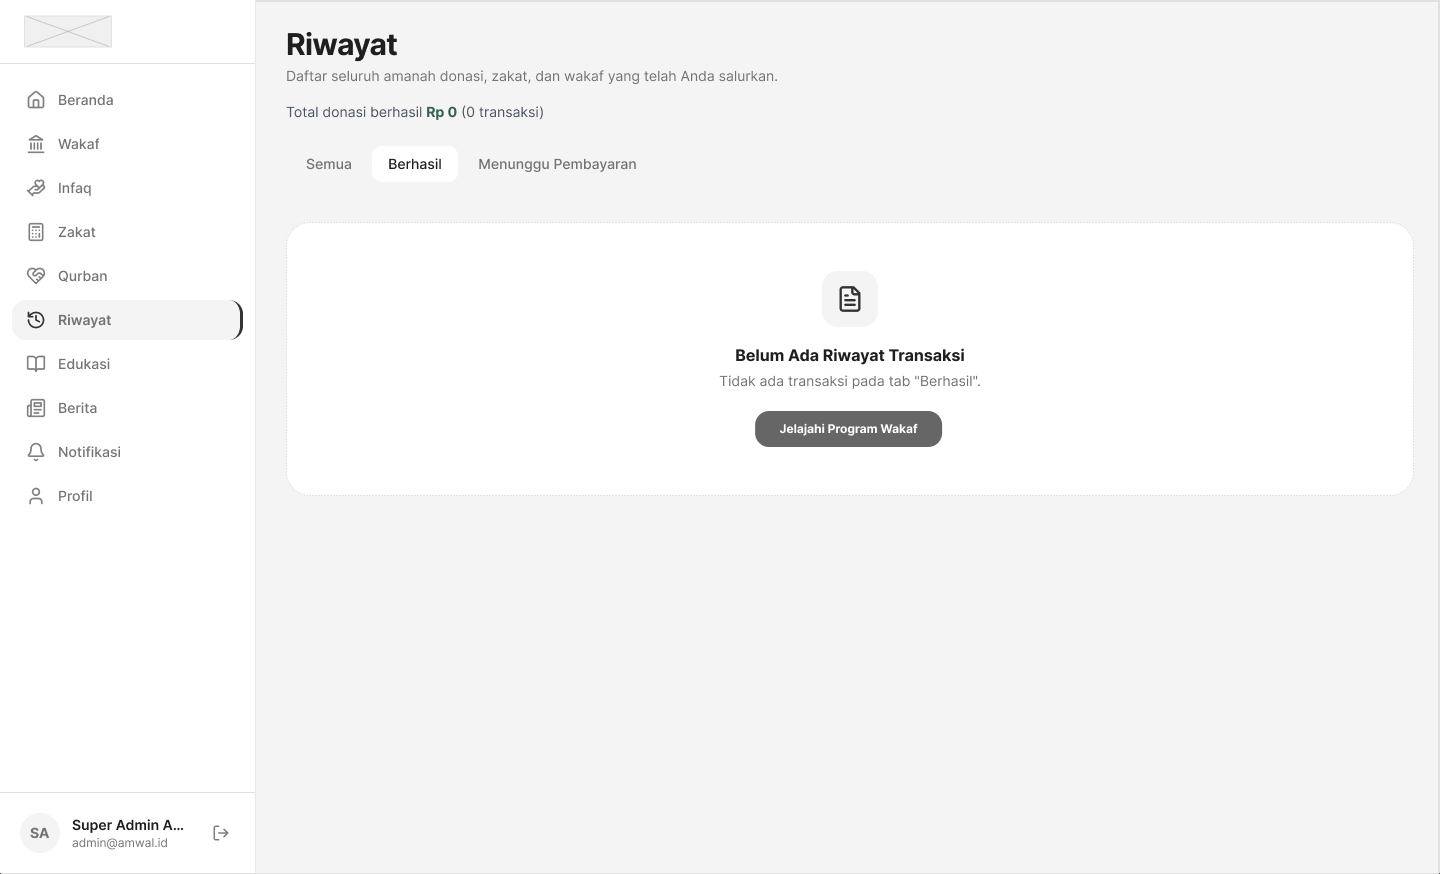 Riwayat
Daftar seluruh amanah donasi, zakat, dan wakaf yang telah Anda salurkan.
Total donasi berhasil Rp 0 (0 transaksi)
Semua
Berhasil
Menunggu Pembayaran
Beranda
Wakaf
Infaq
Zakat
Qurban
Riwayat
Edukasi
Berita
Notifikasi
Profil
Belum Ada Riwayat Transaksi
Tidak ada transaksi pada tab "Berhasil".
Jelajahi Program Wakaf
SA
Super Admin A...
admin@amwal.id